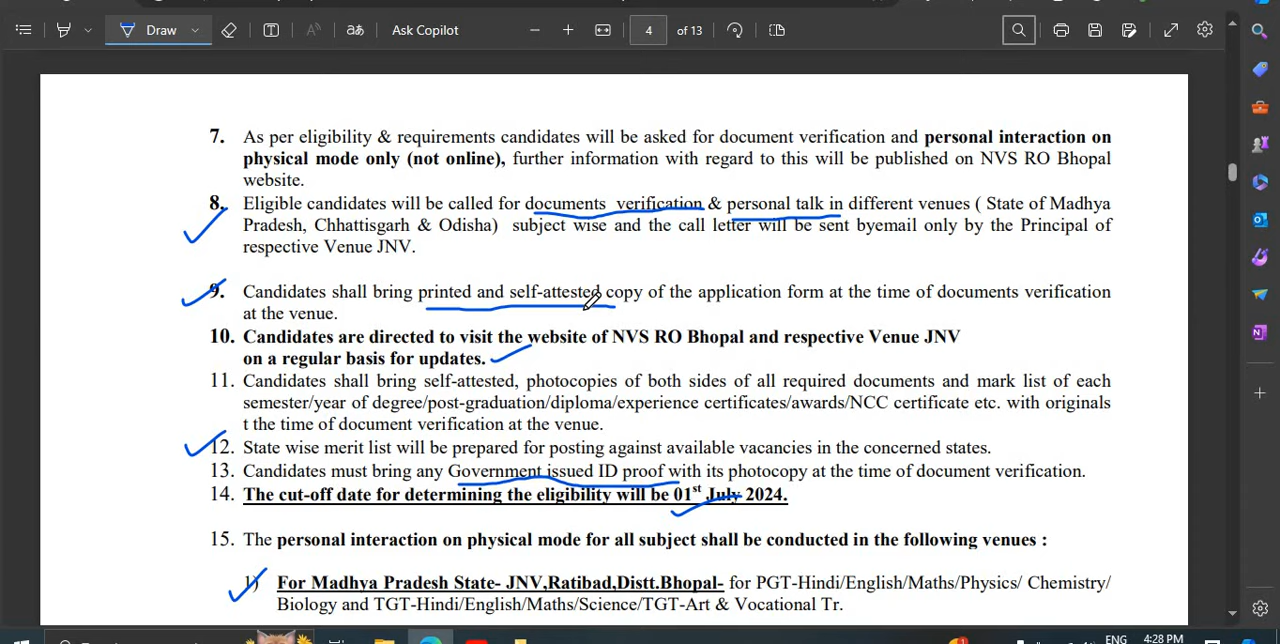 Draw
Ask Copilot
4 of 13
7. As per eligibility & requirements candidates will be asked for document verification and personal interaction on
physical mode only (not online), further information with regard to this will be published on NVS RO Bhopal
website.
8. Eligible candidates will be called for documents verification & personal talk in different venues ( State of Madhya
Pradesh, Chhattisgarh & Odisha) subject wise and the call letter will be sent byemail only by the Principal of
respective Venue JNV.
9. Candidates shall bring printed and self-attested copy of the application form at the time of documents verification
at the venue.
10. Candidates are directed to visit the website of NVS RO Bhopal and respective Venue JNV
on a regular basis for updates.
11. Candidates shall bring self-attested, photocopies of both sides of all required documents and mark list of each
semester/year of degree/post-graduation/diploma/experience certificates/awards/NCC certificate etc. with originals
t the time of document verification at the venue.
12. State wise merit list will be prepared for posting against available vacancies in the concerned states.
13. Candidates must bring any Government issued ID proof with its photocopy at the time of document verification.
14. The cut-off date for determining the eligibility will be 01st July 2024.
15. The personal interaction on physical mode for all subject shall be conducted in the following venues :
1) For Madhya Pradesh State- JNV,Ratibad,Distt.Bhopal- for PGT-Hindi/English/Maths/Physics/ Chemistry/
Biology and TGT-Hindi/English/Maths/Science/TGT-Art & Vocational Tr.
ENG
4:28 PM